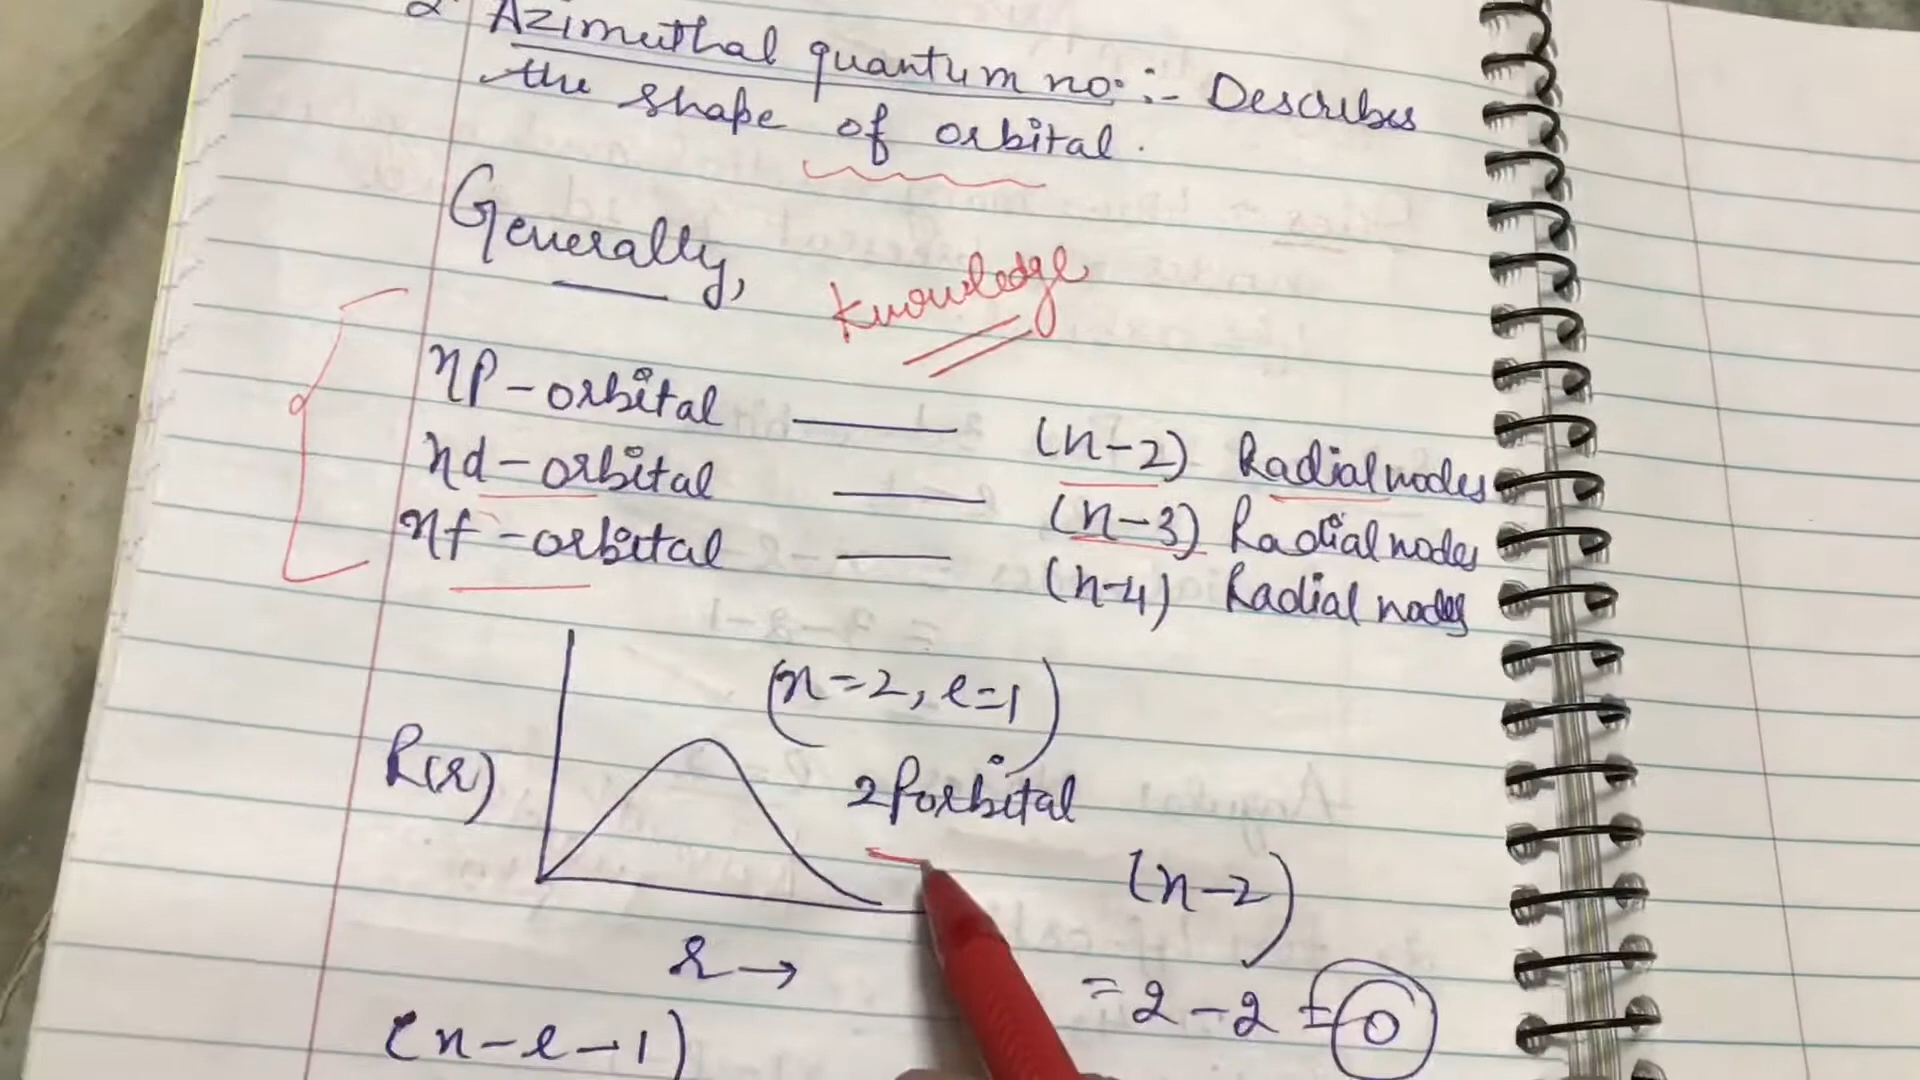 2 Azimuthal quantum no. :- Describes
the shape of orbital.
Generally,
Knowledge
np - orbital — (n-2) Radial nodes
nd - orbital — (n-3) Radial nodes
nf - orbital — (n-4) Radial nodes
(n=2, l=1)
R(r)
2P orbital
(n-2)
r →
= 2-2 = 0
(n-l-1)